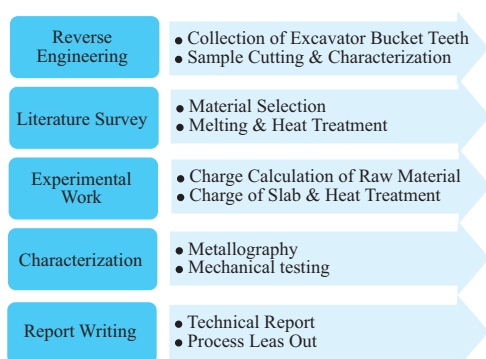 Reverse
Engineering
• Collection of Excavator Bucket Teeth
• Sample Cutting & Characterization
Literature Survey
• Material Selection
• Melting & Heat Treatment
Experimental
Work
• Charge Calculation of Raw Material
• Charge of Slab & Heat Treatment
Characterization
• Metallography
• Mechanical testing
Report Writing
• Technical Report
• Process Leas Out